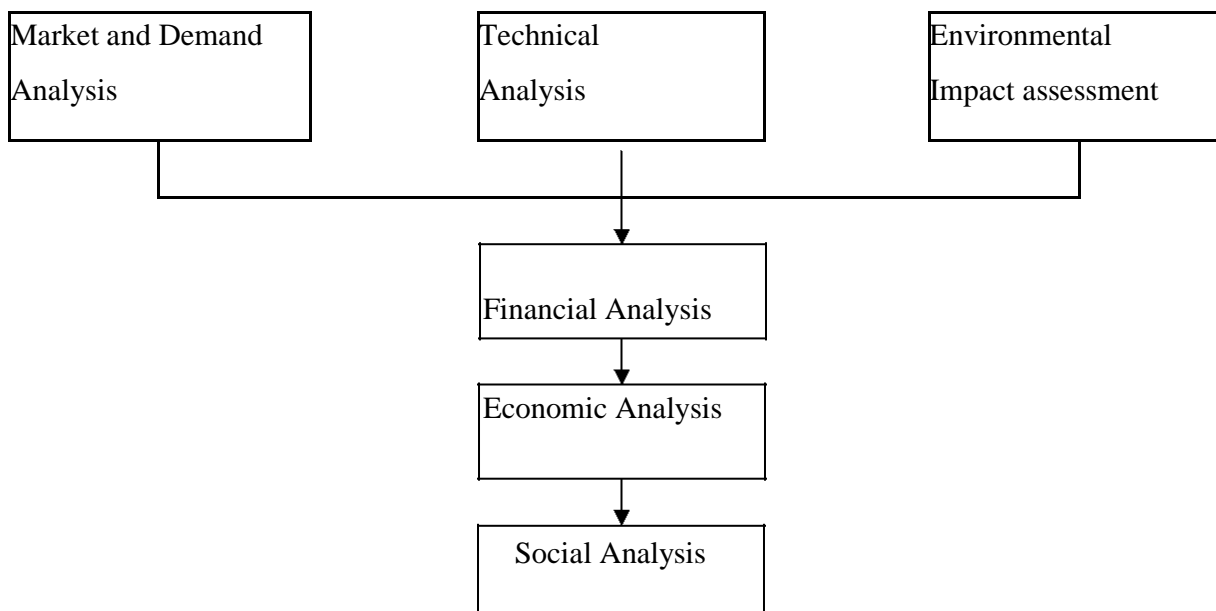 Market and Demand
Analysis
Technical
Analysis
Environmental
Impact assessment
Financial Analysis
Economic Analysis
Social Analysis